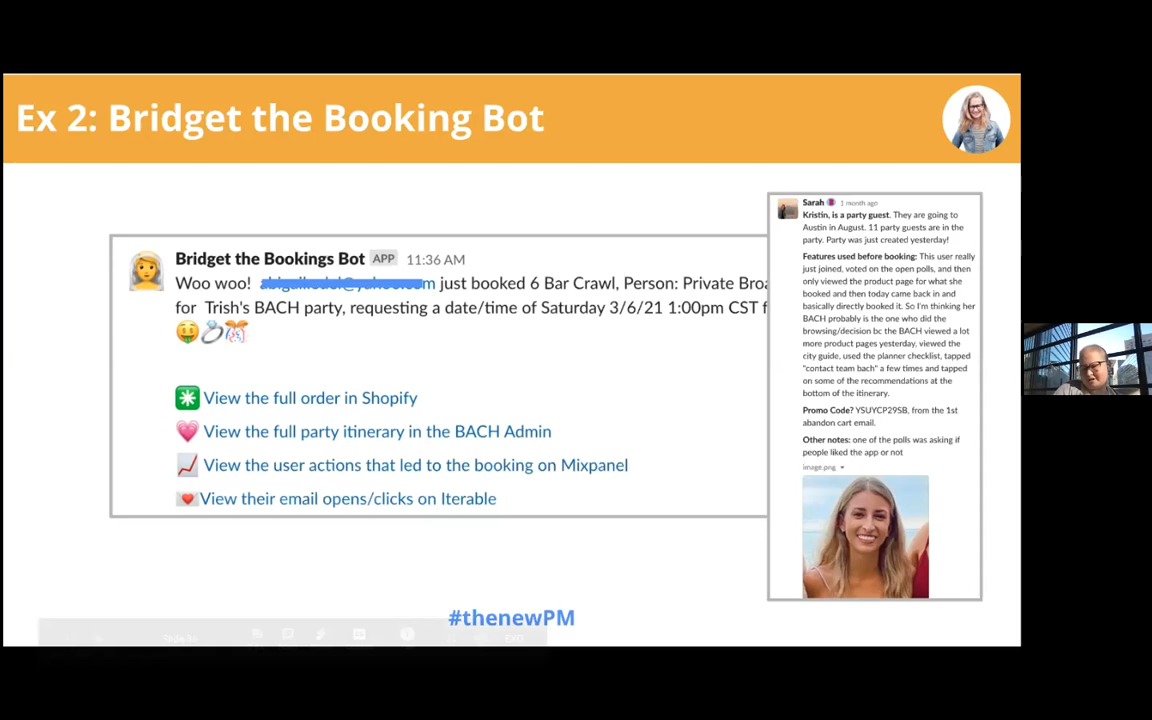 Ex 2: Bridget the Booking Bot
Bridget the Bookings Bot APP 11:36 AM
Woo woo! just booked 6 Bar Crawl, Person: Private Broa
for Trish's BACH party, requesting a date/time of Saturday 3/6/21 1:00pm CST f
View the full order in Shopify
View the full party itinerary in the BACH Admin
View the user actions that led to the booking on Mixpanel
View their email opens/clicks on Iterable
Sarah 1 month ago
Kristin, is a party guest. They are going to
Austin in August. 11 party guests are in the
party. Party was just created yesterday!
Features used before booking: This user really
just joined, voted on the open polls, and then
only viewed the product page for what she
booked and then today came back in and
basically directly booked it. So I'm thinking her
BACH probably is the one who did the
browsing/decision bc the BACH viewed a lot
more product pages yesterday, viewed the
city guide, used the planner checklist, tapped
"contact team bach" a few times and tapped
on some of the recommendations at the
bottom of the itinerary.
Promo Code? YSUYCP29SB, from the 1st
abandon cart email.
Other notes: one of the polls was asking if
people liked the app or not
image.png
#thenewPM
EXIT